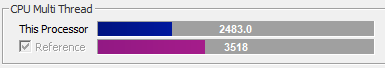 CPU Multi Thread
This Processor 2483.0
Reference 3518